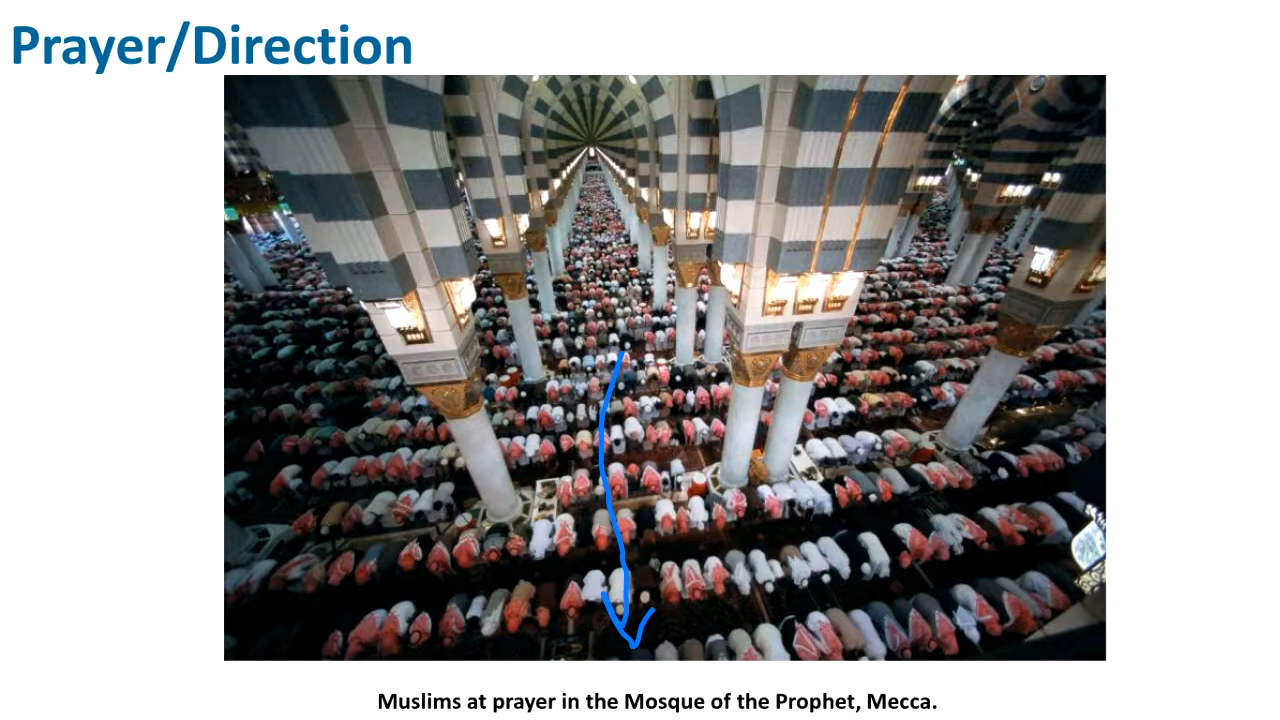 Prayer/Direction
Muslims at prayer in the Mosque of the Prophet, Mecca.